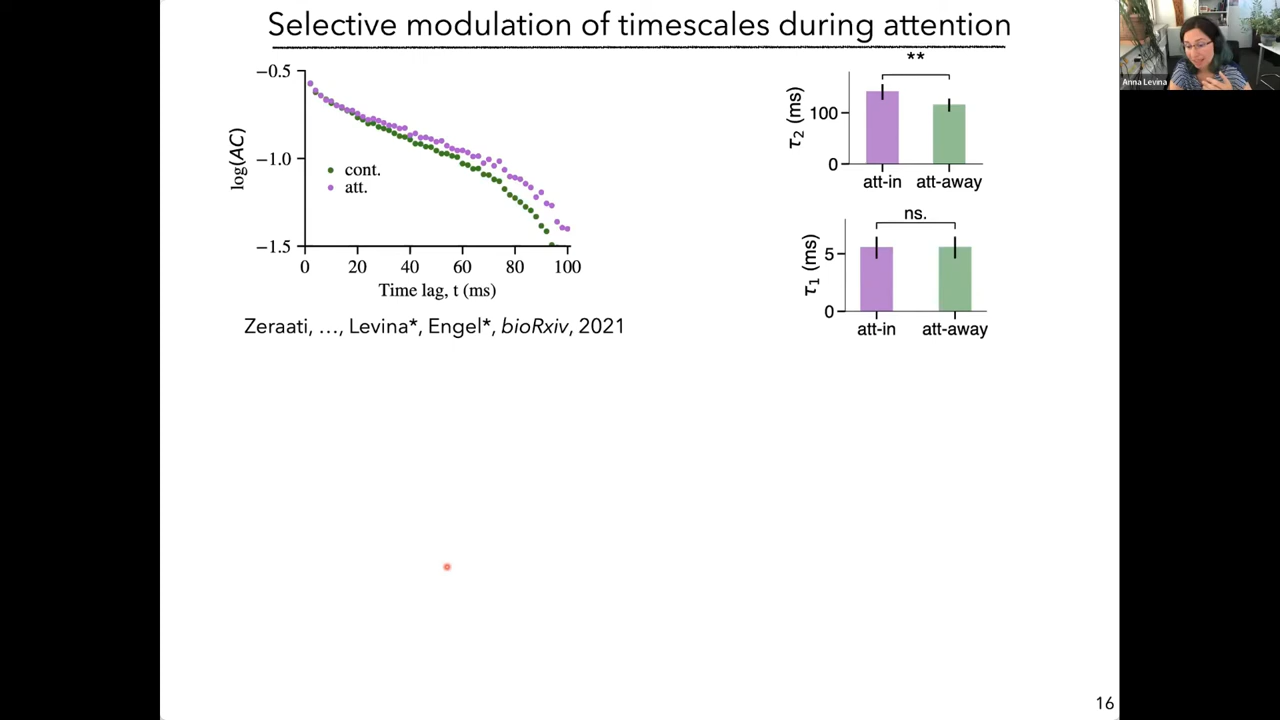 Selective modulation of timescales during attention
Anna Levina
−0.5
−1.0
−1.5
log(AC)
cont.
att.
0 20 40 60 80 100
Time lag, t (ms)
**
τ2 (ms)
100
0
att-in att-away
ns.
τ1 (ms)
5
0
att-in att-away
Zeraati, …, Levina*, Engel*, bioRxiv, 2021
16